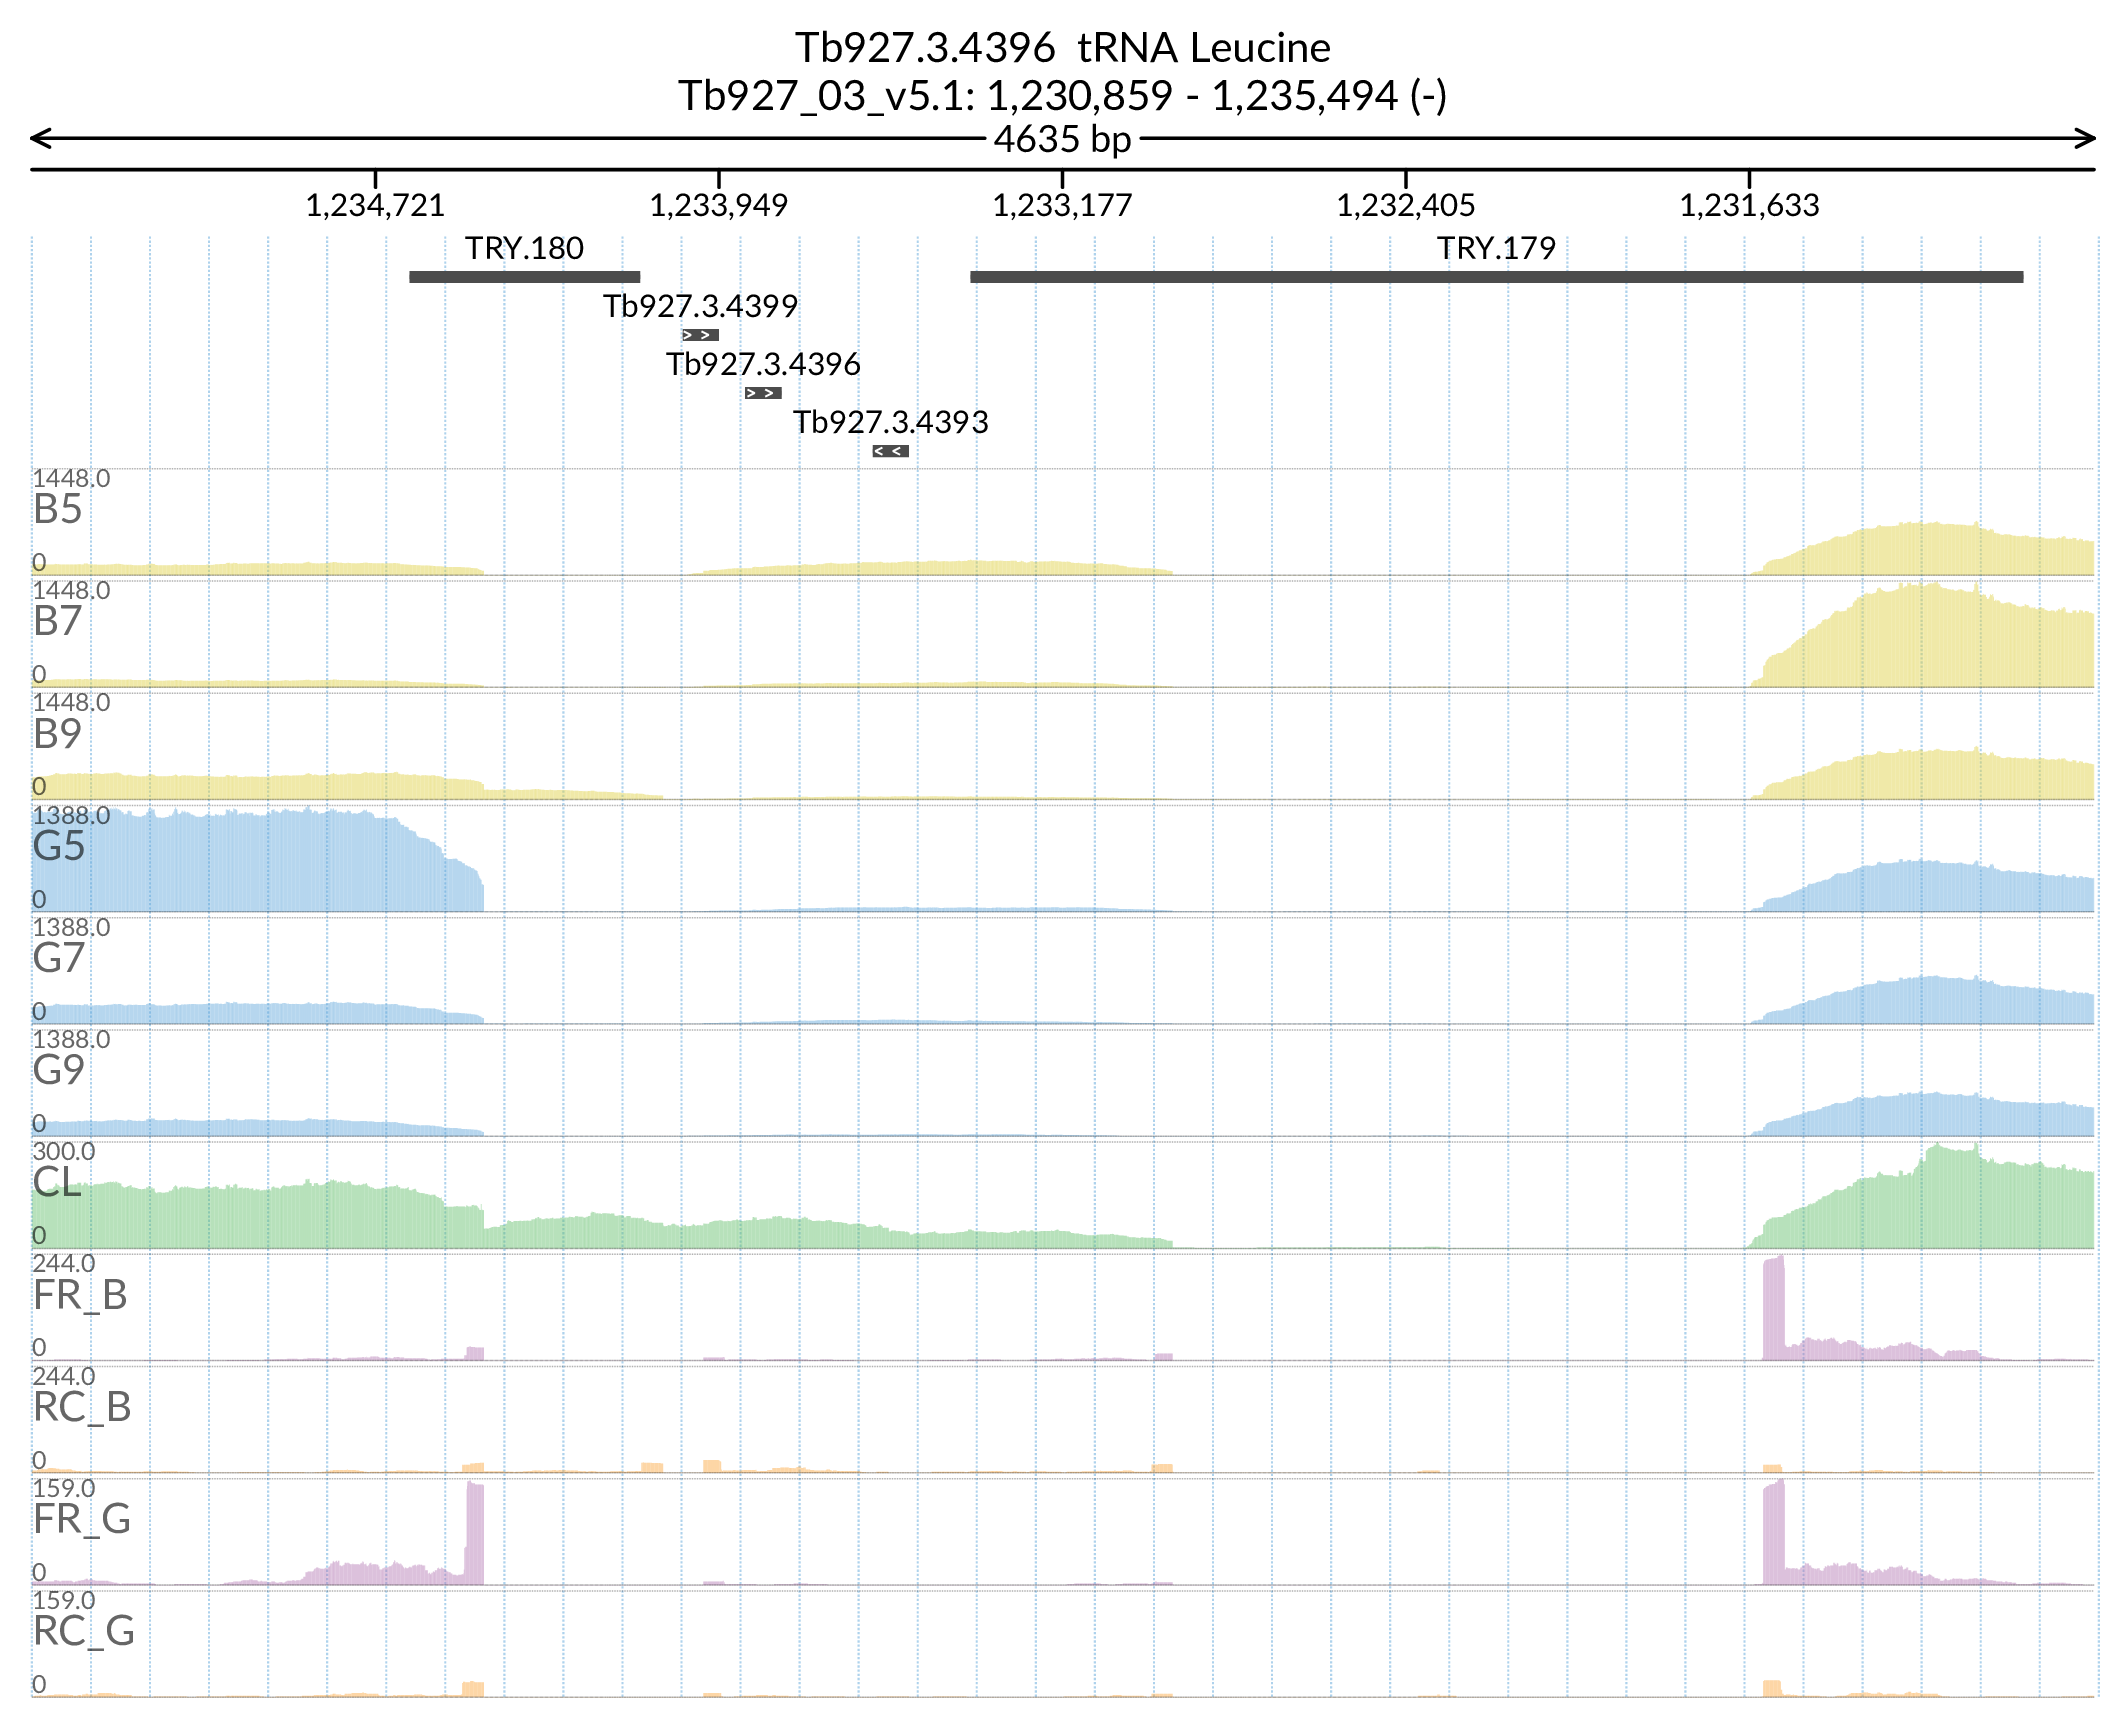 Tb927.3.4396 tRNA Leucine
Tb927_03_v5.1: 1,230,859 - 1,235,494 (-)
4635 bp
1,234,721 1,233,949 1,233,177 1,232,405 1,231,633
TRY.180 TRY.179
Tb927.3.4399
> >
Tb927.3.4396
> >
Tb927.3.4393
< <
1448.0
B5
0
1448.0
B7
0
1448.0
B9
0
1388.0
G5
0
1388.0
G7
0
1388.0
G9
0
300.0
CL
0
244.0
FR_B
0
244.0
RC_B
0
159.0
FR_G
0
159.0
RC_G
0